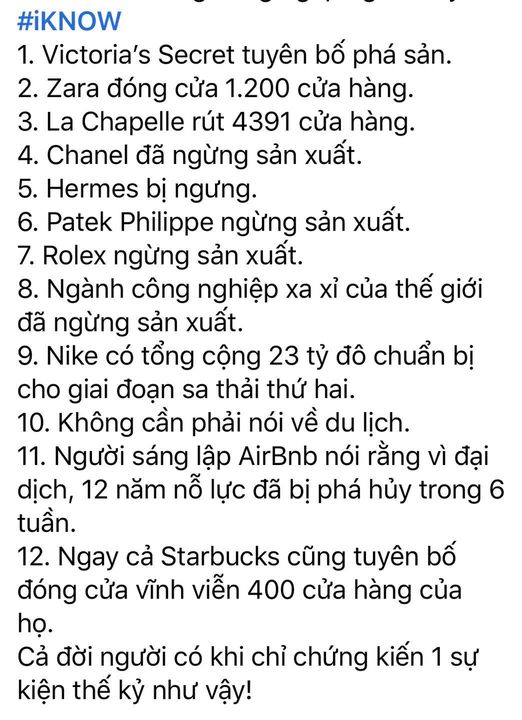 #iKNOW
1. Victoria’s Secret tuyên bố phá sản.
2. Zara đóng cửa 1.200 cửa hàng.
3. La Chapelle rút 4391 cửa hàng.
4. Chanel đã ngừng sản xuất.
5. Hermes bị ngưng.
6. Patek Philippe ngừng sản xuất.
7. Rolex ngừng sản xuất.
8. Ngành công nghiệp xa xỉ của thế giới
đã ngừng sản xuất.
9. Nike có tổng cộng 23 tỷ đô chuẩn bị
cho giai đoạn sa thải thứ hai.
10. Không cần phải nói về du lịch.
11. Người sáng lập AirBnb nói rằng vì đại
dịch, 12 năm nỗ lực đã bị phá hủy trong 6
tuần.
12. Ngay cả Starbucks cũng tuyên bố
đóng cửa vĩnh viễn 400 cửa hàng của
họ.
Cả đời người có khi chỉ chứng kiến 1 sự
kiện thế kỷ như vậy!